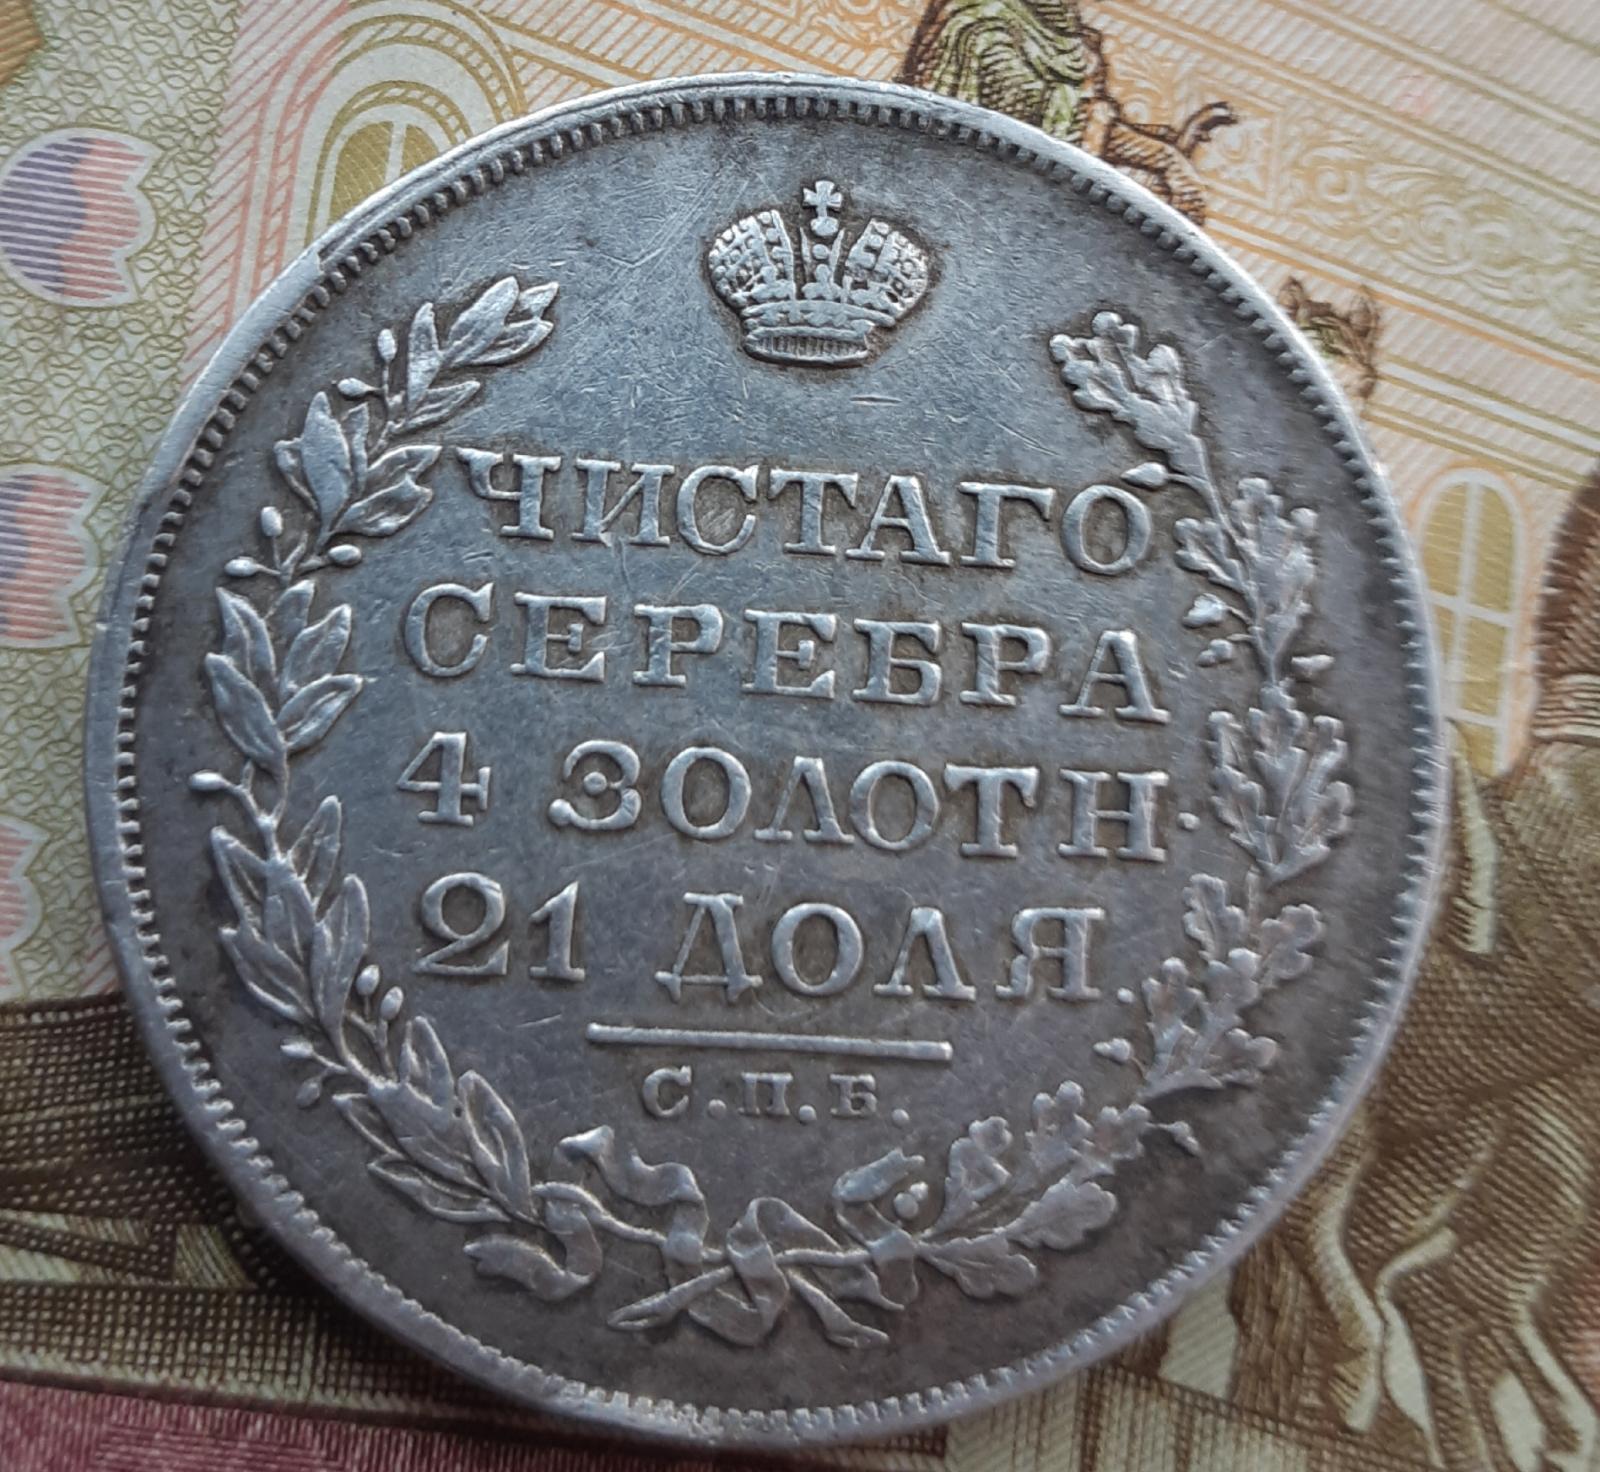 ЧИСТАГО
СЕРЕБРА
4 ЗОЛОТН.
21 ДОЛЯ.
С.П.Б.